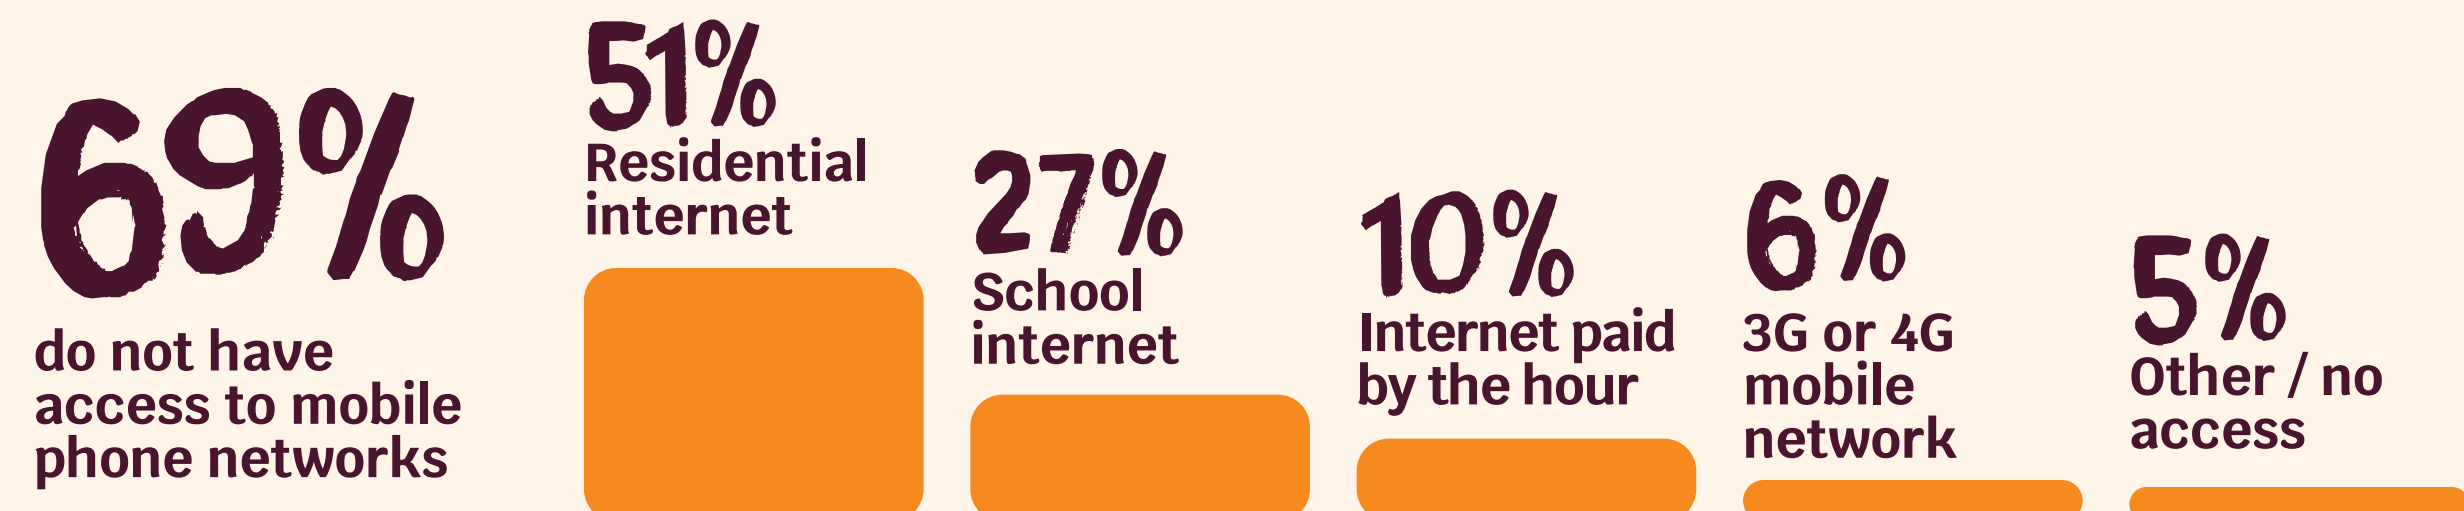 69%
do not have
access to mobile
phone networks
51%
Residential
internet
27%
School
internet
10%
Internet paid
by the hour
6%
3G or 4G
mobile
network
5%
Other / no
access